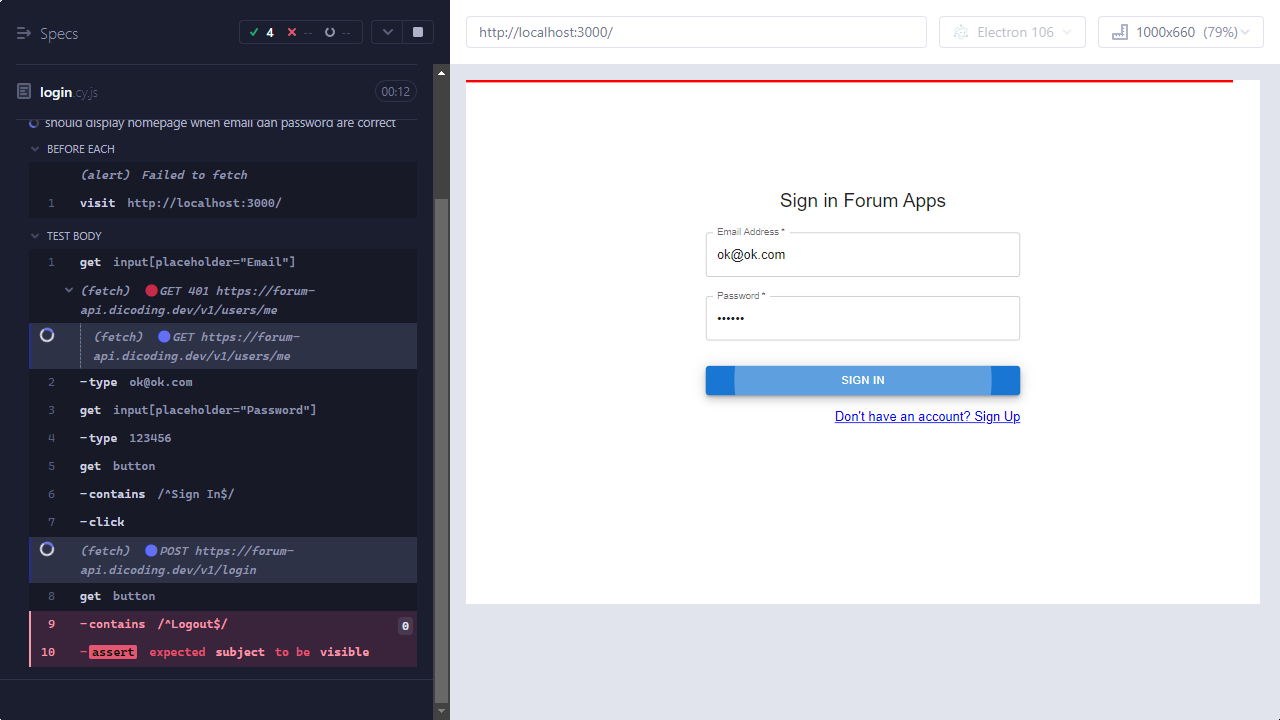 Specs
4 -- --
login cy.js 00:12
should display homepage when email dan password are correct
BEFORE EACH
(alert) Failed to fetch
1 visit http://localhost:3000/
TEST BODY
1 get input[placeholder="Email"]
(fetch) GET 401 https://forum-
api.dicoding.dev/v1/users/me
(fetch) GET https://forum-
api.dicoding.dev/v1/users/me
2 -type ok@ok.com
3 get input[placeholder="Password"]
4 -type 123456
5 get button
6 -contains /^Sign In$/
7 -click
(fetch) POST https://forum-
api.dicoding.dev/v1/login
8 get button
9 -contains /^Logout$/ 0
10 -assert expected subject to be visible
http://localhost:3000/
Electron 106
1000x660 (79%)
Sign in Forum Apps
Email Address *
ok@ok.com
Password *
••••••
SIGN IN
Don't have an account? Sign Up